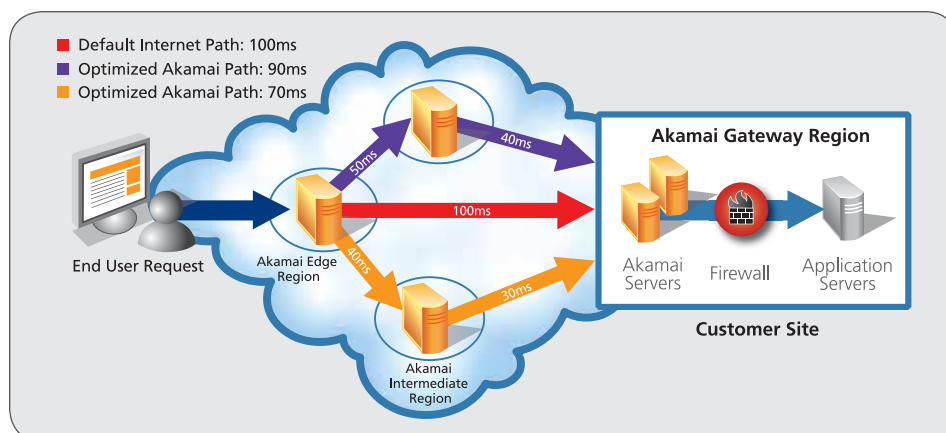 Default Internet Path: 100ms
Optimized Akamai Path: 90ms
Optimized Akamai Path: 70ms
50ms
40ms
Akamai Gateway Region
100ms
40ms
30ms
End User Request
Akamai Edge
Region
Akamai
Servers
Firewall
Application
Servers
Customer Site
Akamai
Intermediate
Region